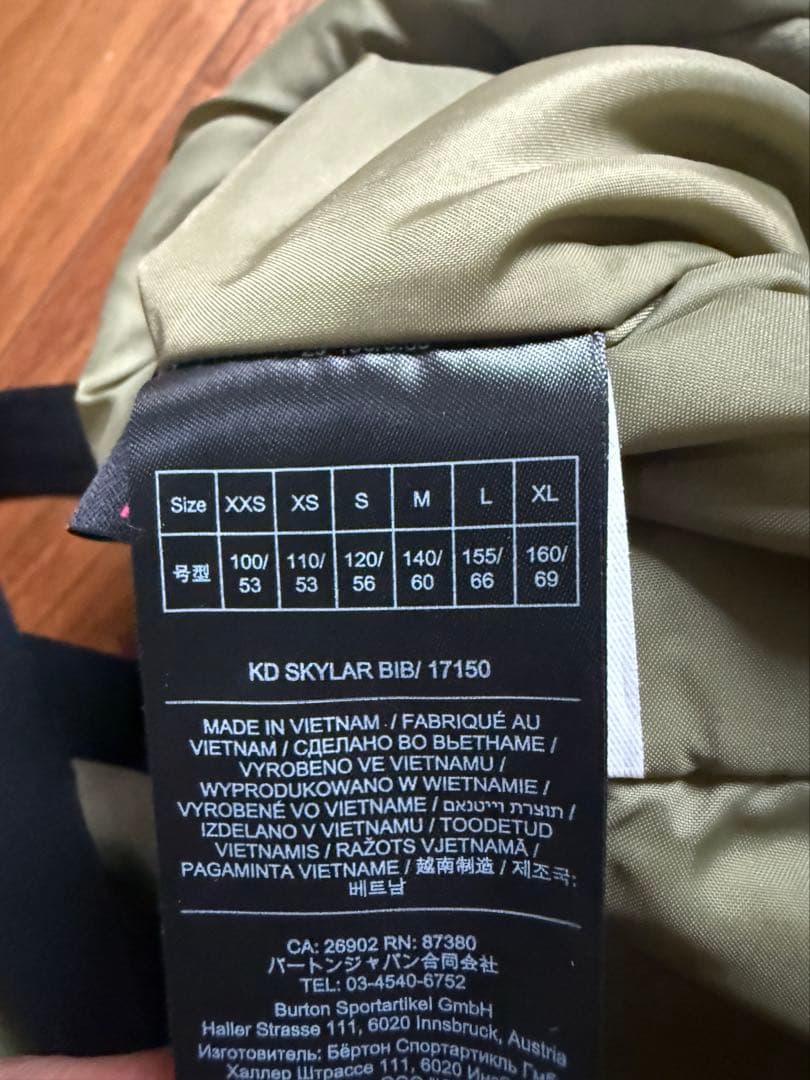 Size XXS XS S M L XL
号型 100/53 110/53 120/56 140/60 155/66 160/69
KD SKYLAR BIB/ 17150
MADE IN VIETNAM / FABRIQUÉ AU
VIETNAM / СДЕЛАНО ВО ВЬЕТНАМЕ /
VYROBENO VE VIETNAMU /
WYPRODUKOWANO W WIETNAMIE /
VYROBENÉ VO VIETNAME / תוצרת וייטנאם /
IZDELANO V VIETNAMU / TOODETUD
VIETNAMIS / RAŽOTS VJETNAMĀ /
PAGAMINTA VIETNAME / 越南制造 / 제조국:
베트남
CA: 26902 RN: 87380
バートンジャパン合同会社
TEL: 03-4540-6752
Burton Sportartikel GmbH
Haller Strasse 111, 6020 Innsbruck, Austria
Изготовитель: Бёртон Спортартикль
Халлер Штрассе 111, 6020